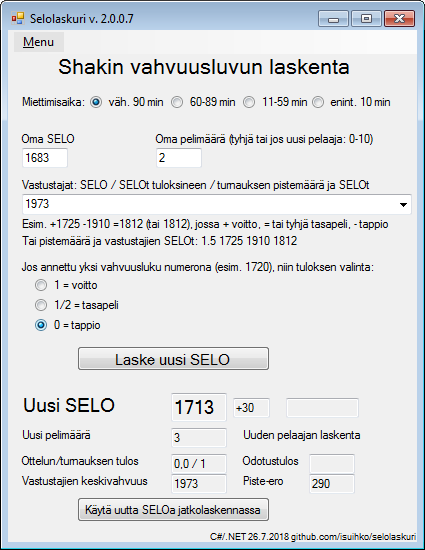 Selolaskuri v. 2.0.0.7
Menu
Shakin vahvuusluvun laskenta
Miettimisaika: väh. 90 min 60-89 min 11-59 min enint. 10 min
Oma SELO Oma pelimäärä (tyhjä tai jos uusi pelaaja: 0-10)
1683 2
Vastustajat: SELO / SELOt tuloksineen / turnauksen pistemäärä ja SELOt
1973
Esim. +1725 -1910 =1812 (tai 1812), jossa + voitto, = tai tyhjä tasapeli, - tappio
Tai pistemäärä ja vastustajien SELOt: 1.5 1725 1910 1812
Jos annettu yksi vahvuusluku numerona (esim. 1720), niin tuloksen valinta:
1 = voitto
1/2 = tasapeli
0 = tappio
Laske uusi SELO
Uusi SELO 1713 +30
Uusi pelimäärä 3 Uuden pelaajan laskenta
Ottelun/turnauksen tulos 0,0 / 1 Odotustulos
Vastustajien keskivahvuus 1973 Piste-ero 290
Käytä uutta SELOa jatkolaskennassa
C#/.NET 26.7.2018 github.com/isuihko/selolaskuri